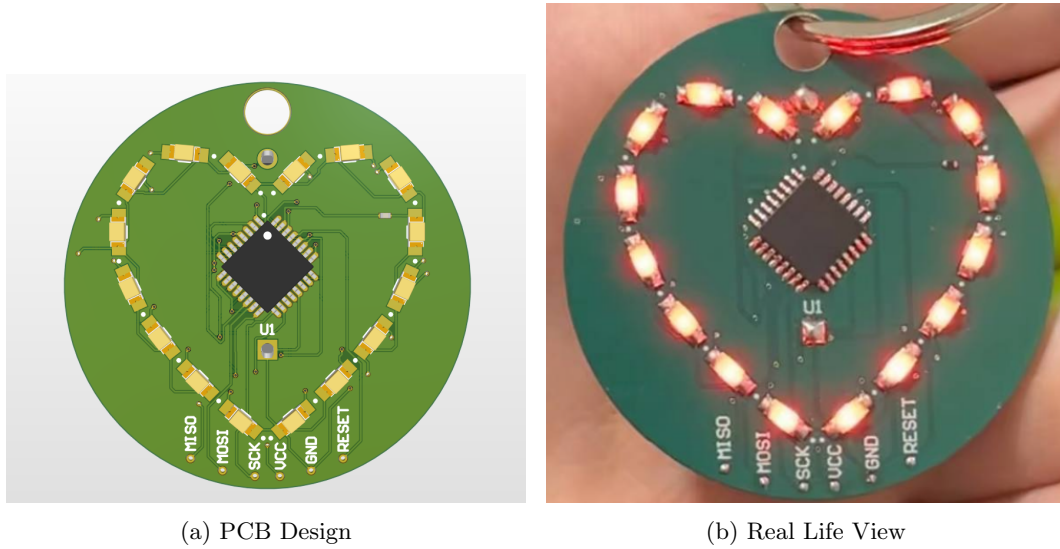 U1
MISO
MOSI
SCK
VCC
GND
RESET
(a) PCB Design
U1
MISO
MOSI
SCK
VCC
GND
RESET
(b) Real Life View